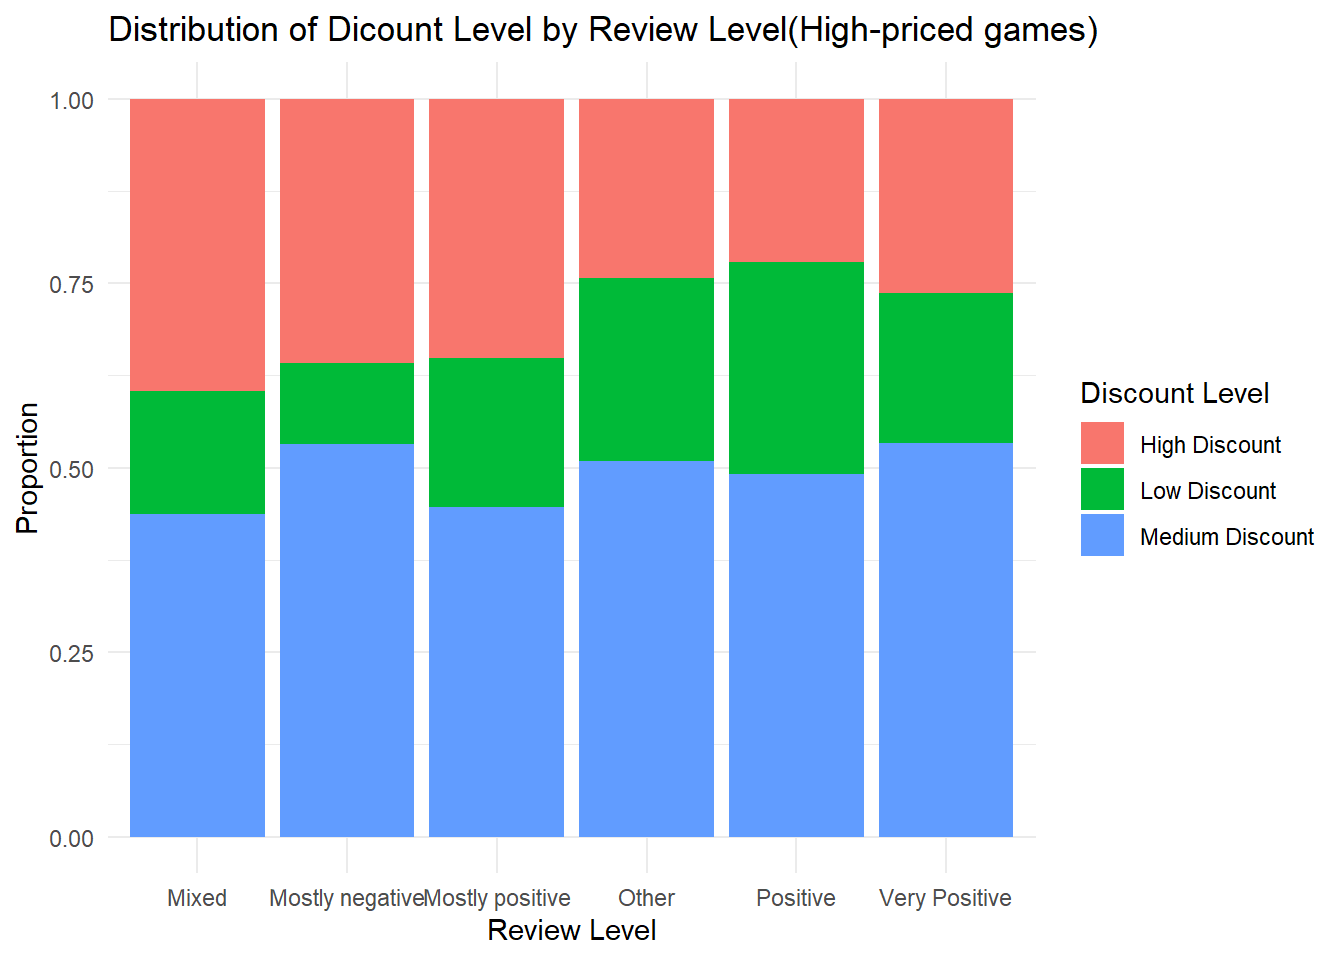 Distribution of Dicount Level by Review Level(High-priced games)
1.00
0.75
0.50
0.25
0.00
Proportion
Mixed
Mostly negative
Mostly positive
Other
Positive
Very Positive
Review Level
Discount Level
High Discount
Low Discount
Medium Discount